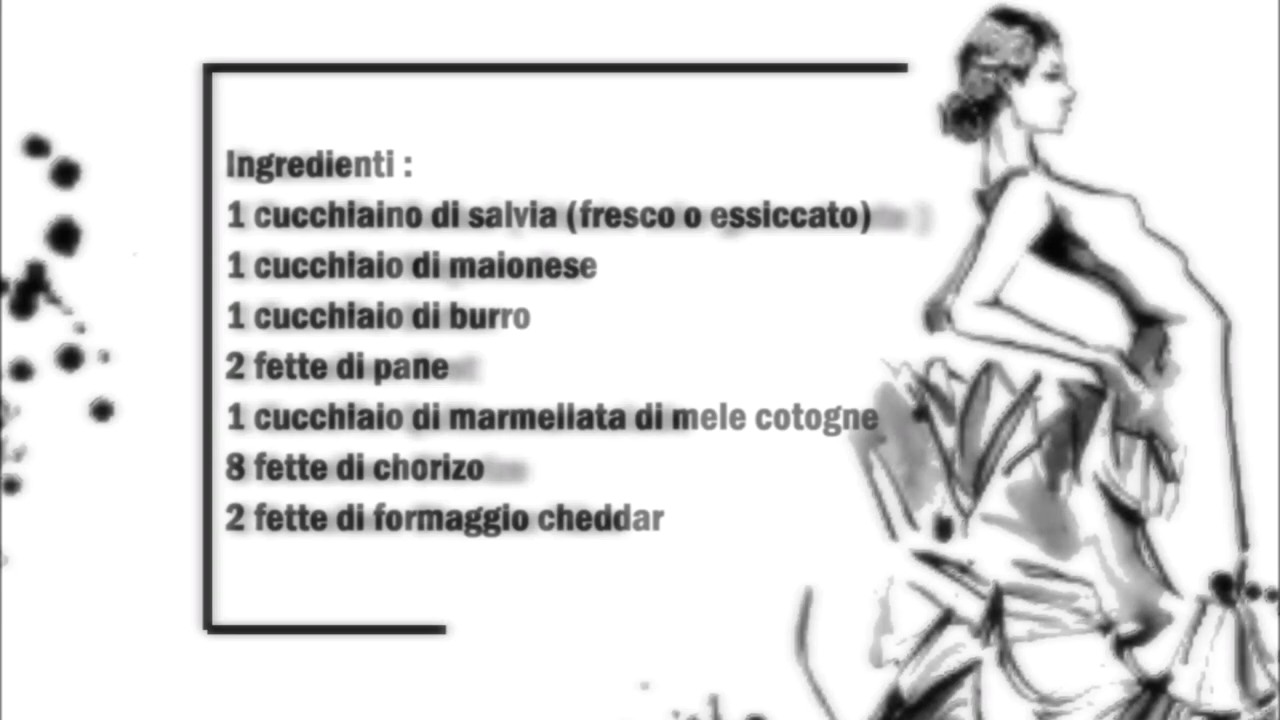 Ingredienti :
1 cucchiaino di salvia (fresco o essiccato)
1 cucchiaio di maionese
1 cucchiaio di burro
2 fette di pane
1 cucchiaio di marmellata di mele cotogne
8 fette di chorizo
2 fette di formaggio cheddar